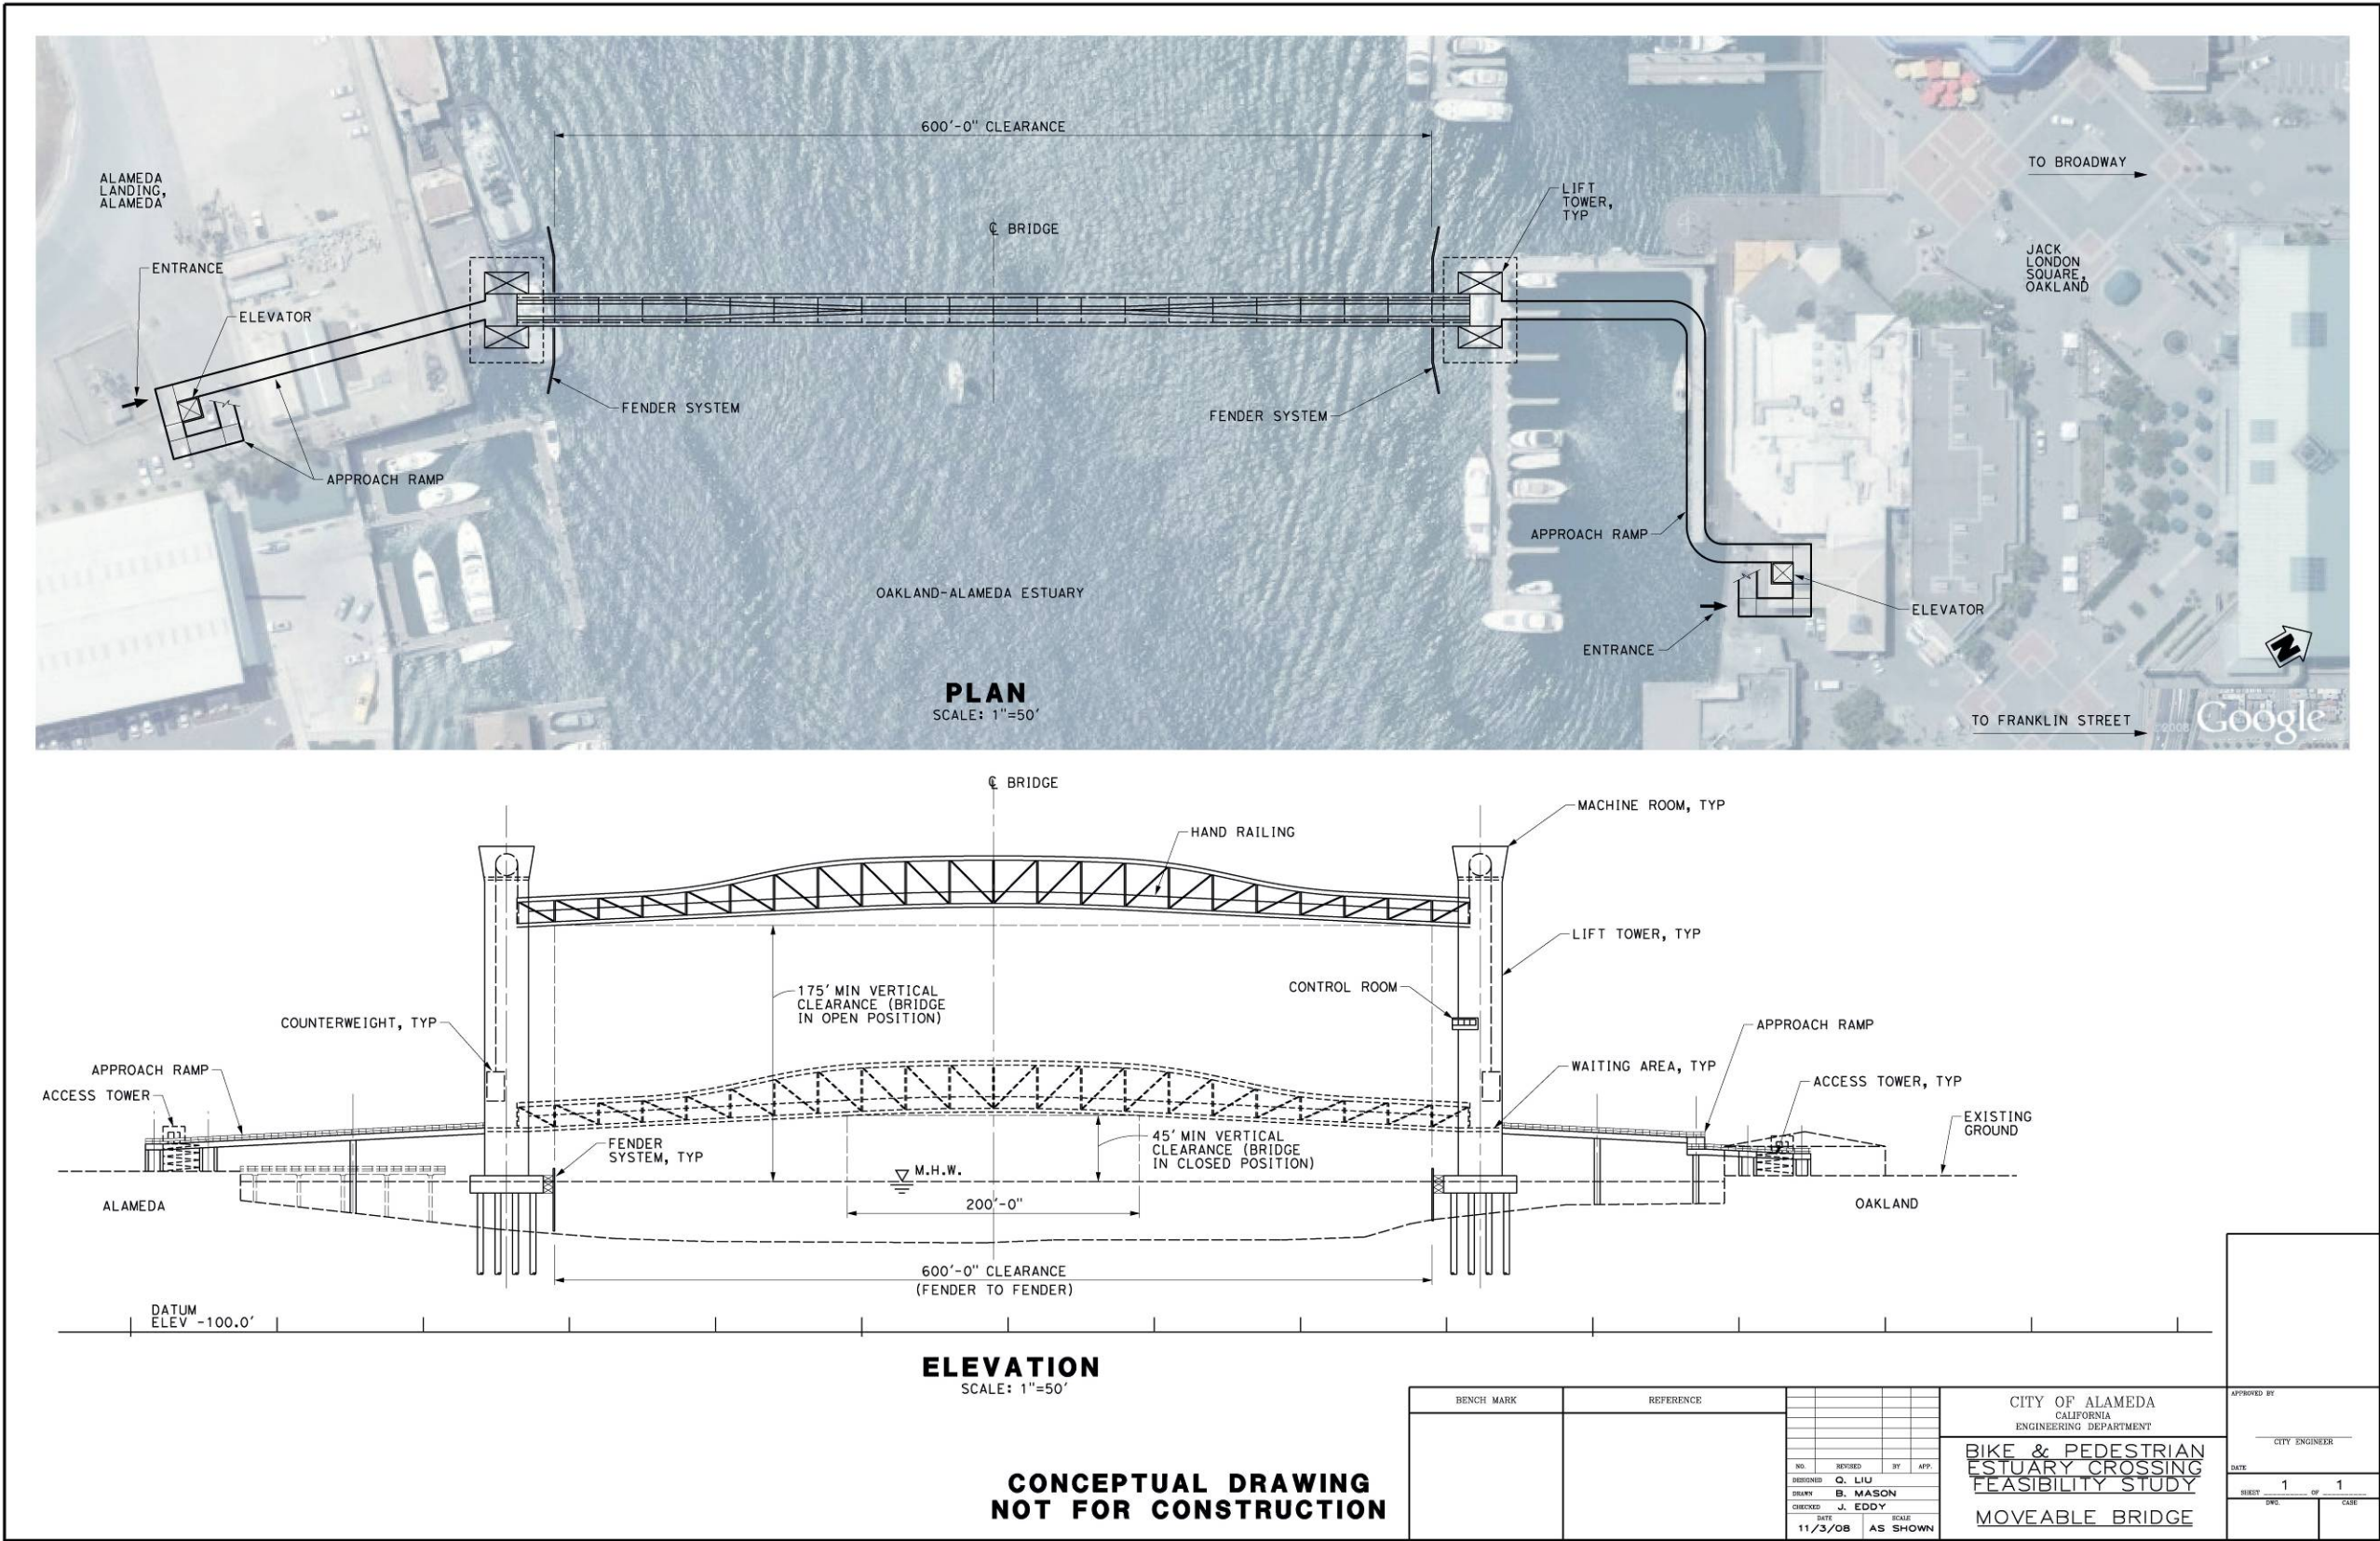 600'-0" CLEARANCE
ALAMEDA
LANDING,
ALAMEDA
ENTRANCE
ELEVATOR
APPROACH RAMP
FENDER SYSTEM
℄ BRIDGE
FENDER SYSTEM
LIFT
TOWER,
TYP
TO BROADWAY
JACK
LONDON
SQUARE,
OAKLAND
APPROACH RAMP
ELEVATOR
ENTRANCE
OAKLAND-ALAMEDA ESTUARY
N
TO FRANKLIN STREET
©2008 Google
PLAN
SCALE: 1"=50'
℄ BRIDGE
HAND RAILING
MACHINE ROOM, TYP
LIFT TOWER, TYP
CONTROL ROOM
175' MIN VERTICAL
CLEARANCE (BRIDGE
IN OPEN POSITION)
COUNTERWEIGHT, TYP
APPROACH RAMP
ACCESS TOWER
APPROACH RAMP
WAITING AREA, TYP
ACCESS TOWER, TYP
EXISTING
GROUND
FENDER
SYSTEM, TYP
45' MIN VERTICAL
CLEARANCE (BRIDGE
IN CLOSED POSITION)
M.H.W.
200'-0"
ALAMEDA
OAKLAND
600'-0" CLEARANCE
(FENDER TO FENDER)
DATUM
ELEV -100.0'
ELEVATION
SCALE: 1"=50'
CONCEPTUAL DRAWING
NOT FOR CONSTRUCTION
BENCH MARK
REFERENCE
NO. REVISED BY APP.
DESIGNED Q. LIU
DRAWN B. MASON
CHECKED J. EDDY
DATE SCALE
11/3/08 AS SHOWN
CITY OF ALAMEDA
CALIFORNIA
ENGINEERING DEPARTMENT
BIKE & PEDESTRIAN
ESTUARY CROSSING
FEASIBILITY STUDY
MOVEABLE BRIDGE
APPROVED BY
CITY ENGINEER
DATE
SHEET 1 OF 1
DWG. CASE